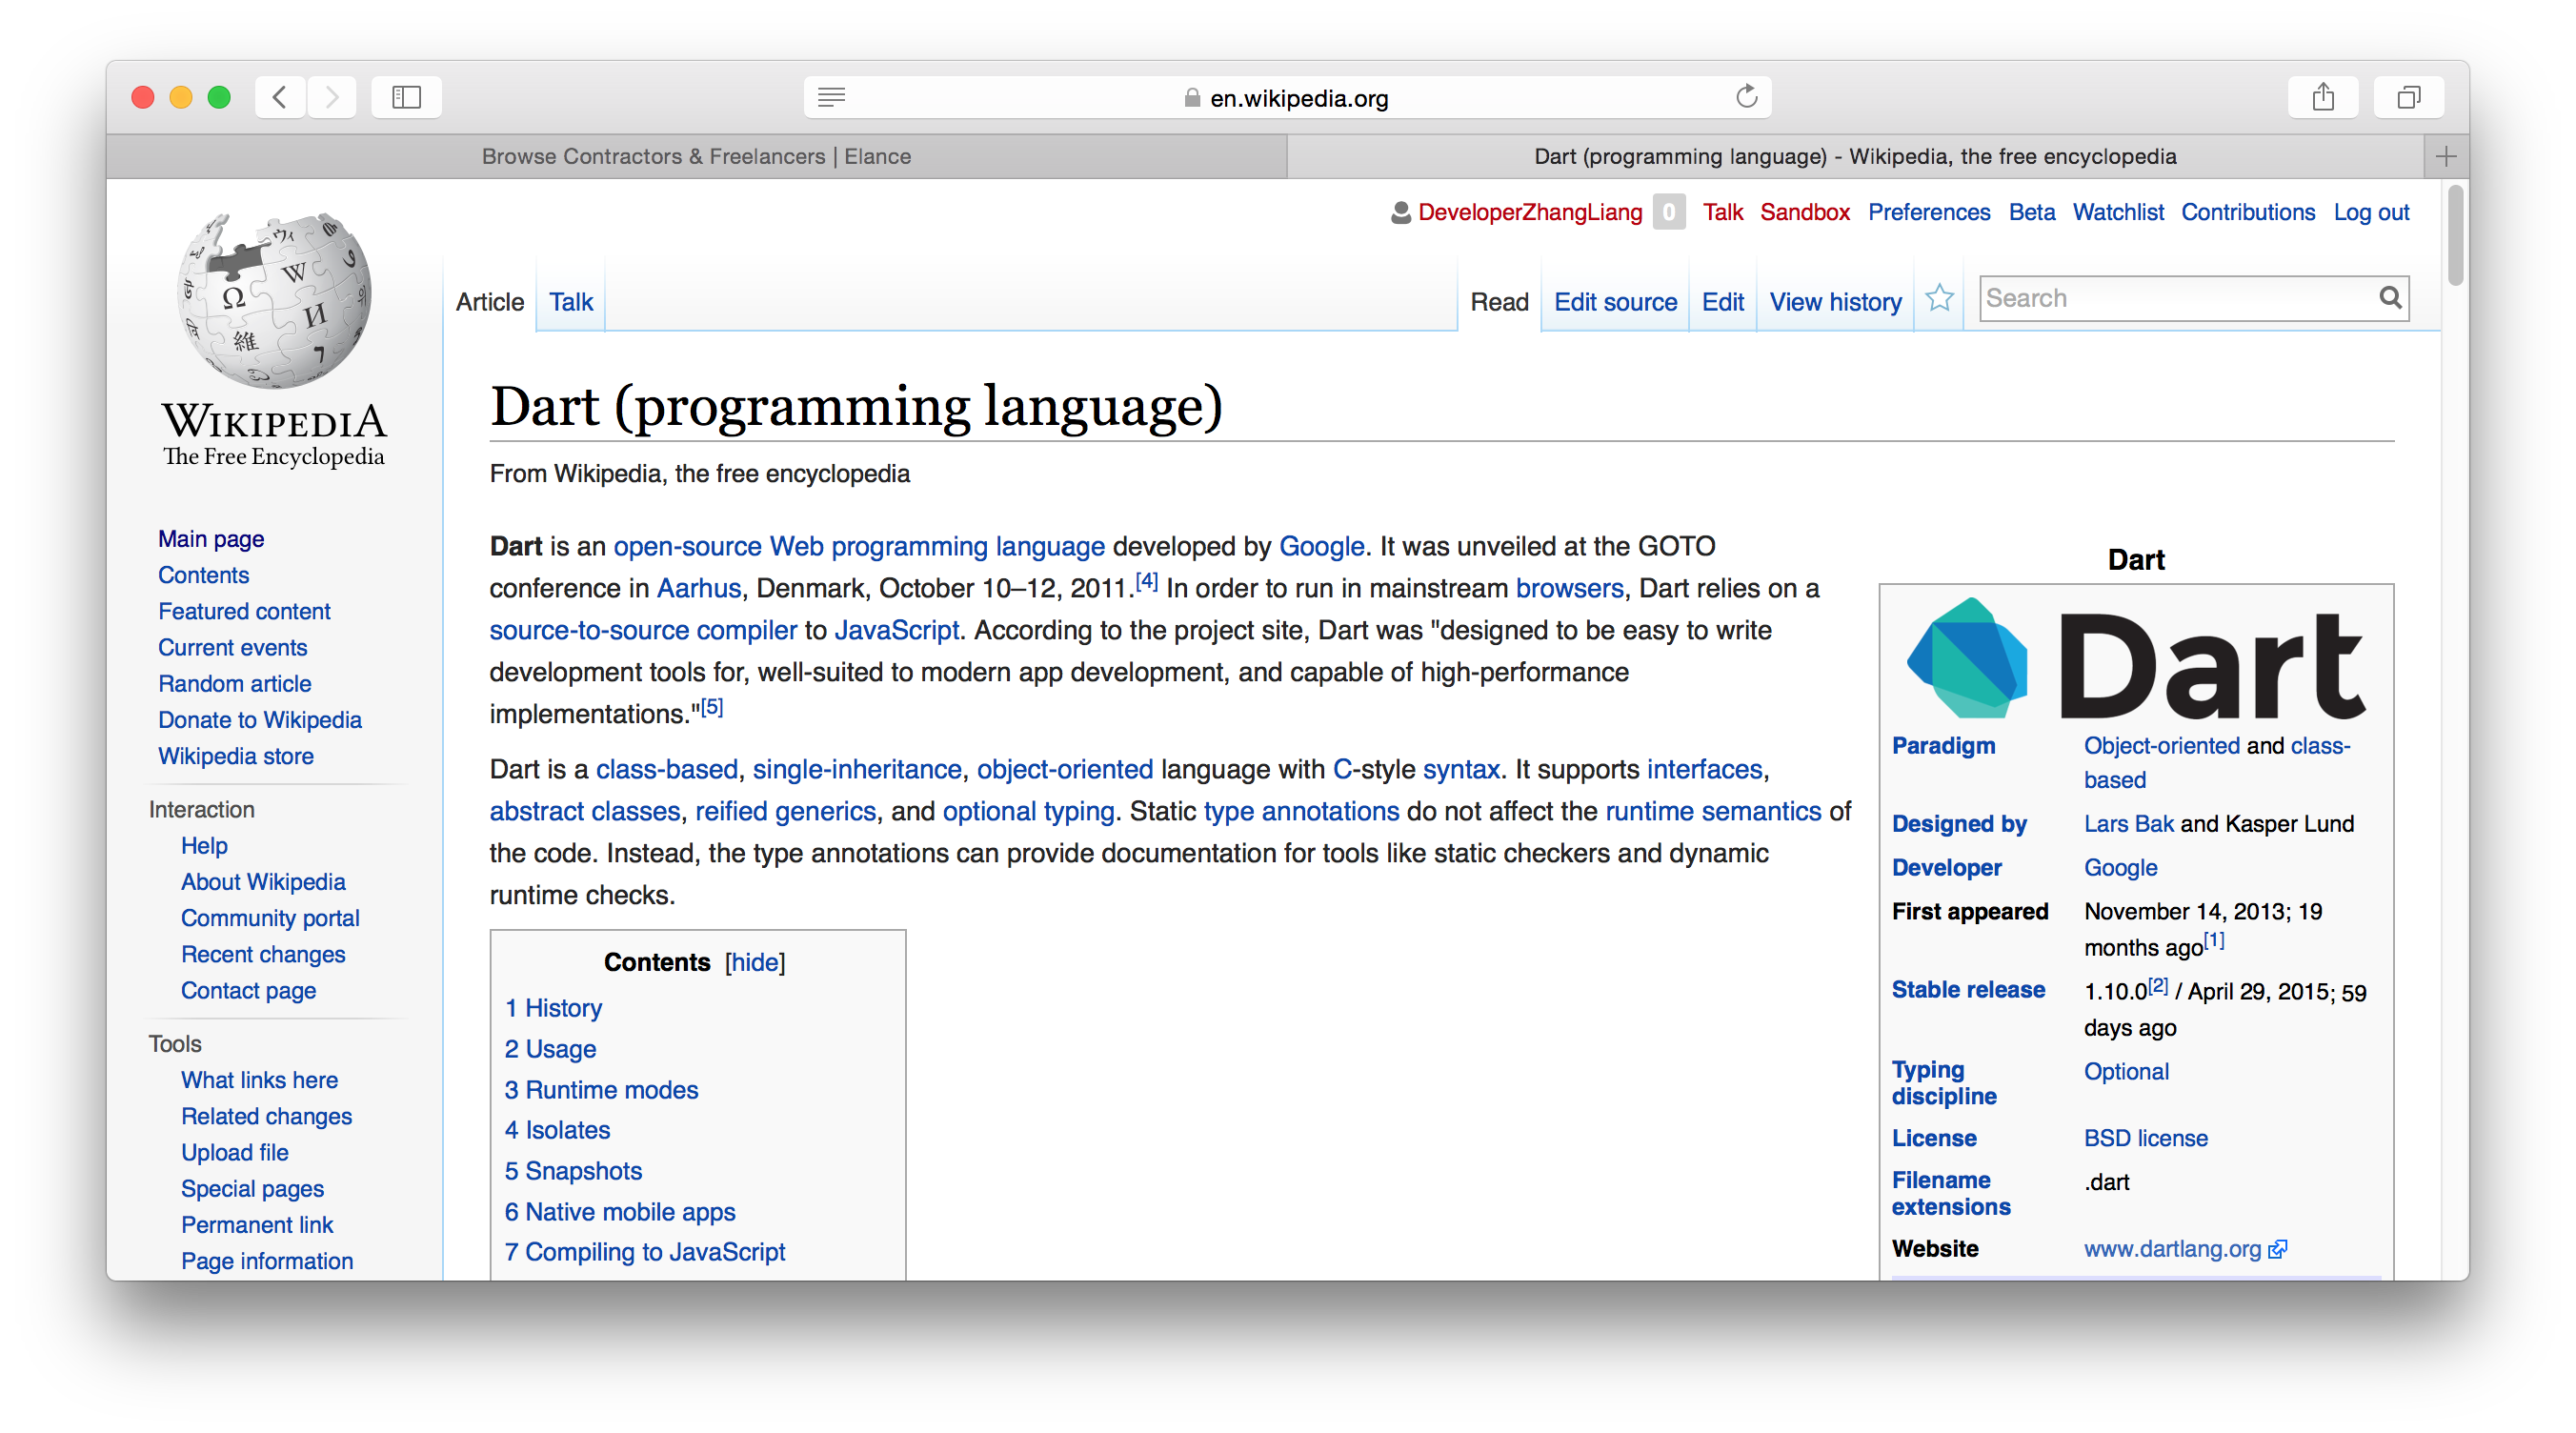 en.wikipedia.org
Browse Contractors & Freelancers | Elance
Dart (programming language) - Wikipedia, the free encyclopedia
DeveloperZhangLiang 0 Talk Sandbox Preferences Beta Watchlist Contributions Log out
Article Talk Read Edit source Edit View history Search
WIKIPEDIA
The Free Encyclopedia
Main page
Contents
Featured content
Current events
Random article
Donate to Wikipedia
Wikipedia store
Interaction
Help
About Wikipedia
Community portal
Recent changes
Contact page
Tools
What links here
Related changes
Upload file
Special pages
Permanent link
Page information
Dart (programming language)
From Wikipedia, the free encyclopedia
Dart is an open-source Web programming language developed by Google. It was unveiled at the GOTO
conference in Aarhus, Denmark, October 10–12, 2011.[4] In order to run in mainstream browsers, Dart relies on a
source-to-source compiler to JavaScript. According to the project site, Dart was "designed to be easy to write
development tools for, well-suited to modern app development, and capable of high-performance
implementations."[5]
Dart is a class-based, single-inheritance, object-oriented language with C-style syntax. It supports interfaces,
abstract classes, reified generics, and optional typing. Static type annotations do not affect the runtime semantics of
the code. Instead, the type annotations can provide documentation for tools like static checkers and dynamic
runtime checks.
Contents [hide]
1 History
2 Usage
3 Runtime modes
4 Isolates
5 Snapshots
6 Native mobile apps
7 Compiling to JavaScript
Dart
Dart
Paradigm Object-oriented and class-
based
Designed by Lars Bak and Kasper Lund
Developer Google
First appeared November 14, 2013; 19
months ago[1]
Stable release 1.10.0[2] / April 29, 2015; 59
days ago
Typing Optional
discipline
License BSD license
Filename .dart
extensions
Website www.dartlang.org